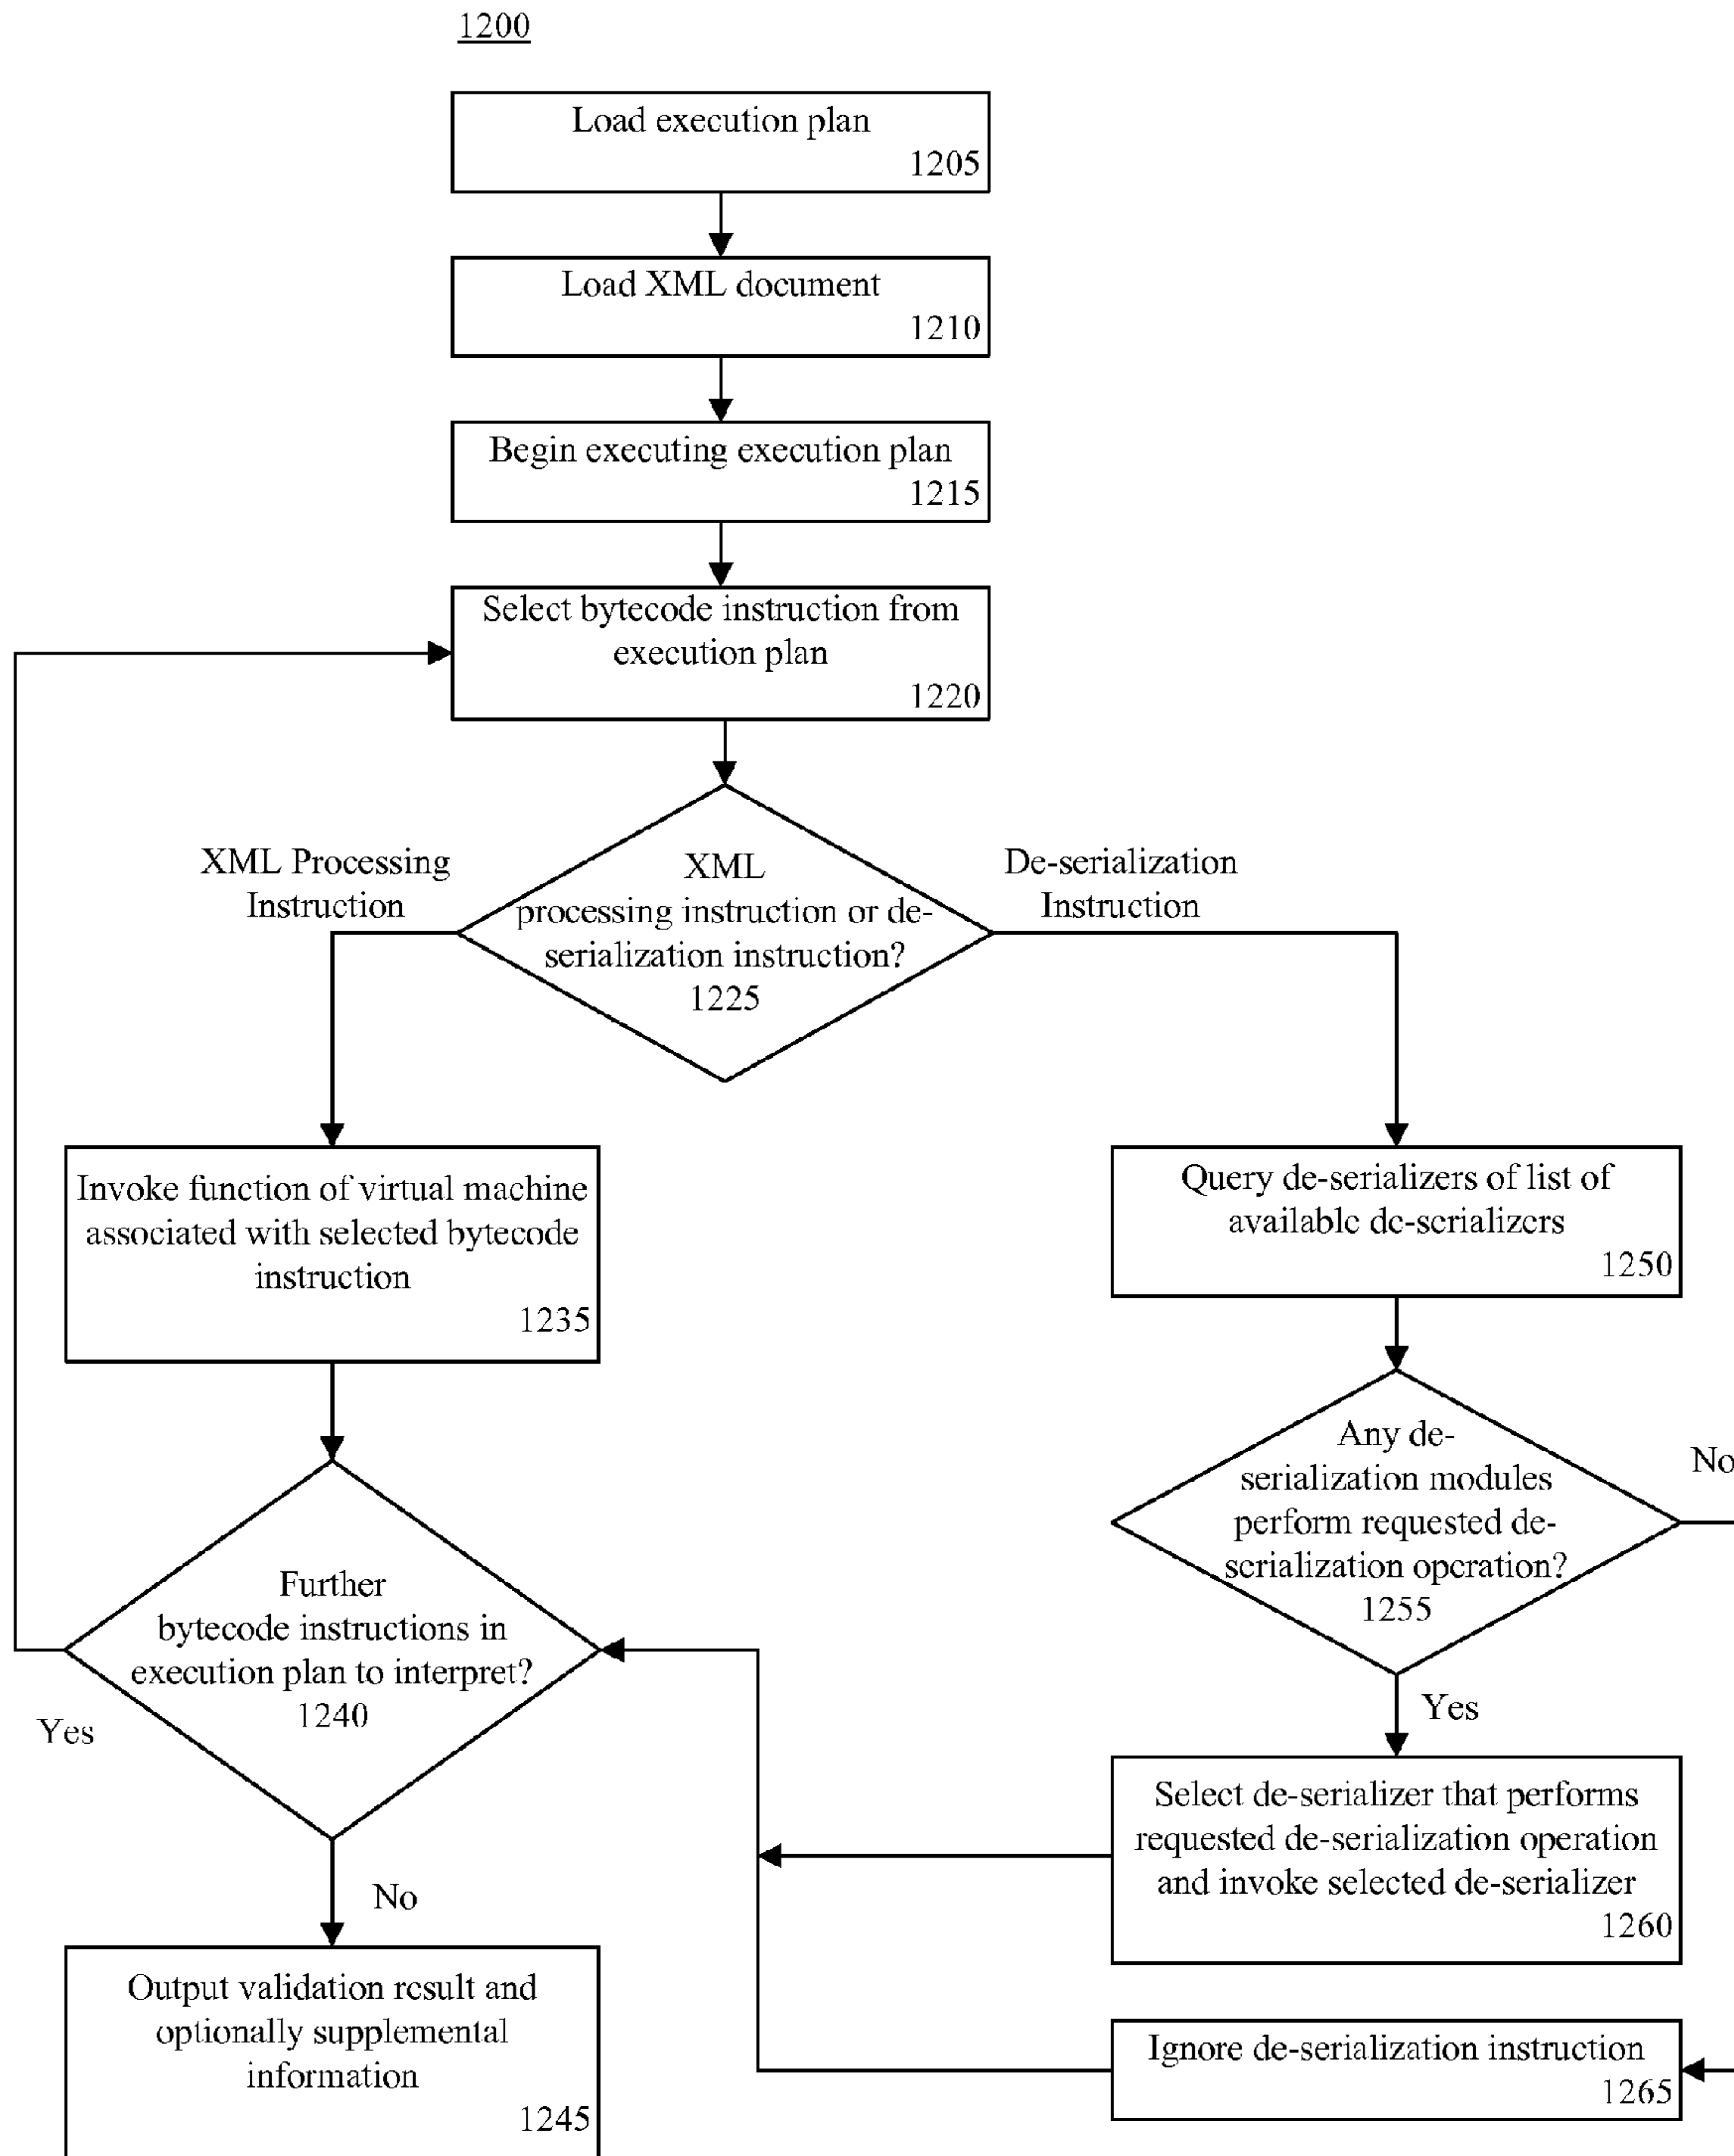 1200
Load execution plan
1205
Load XML document
1210
Begin executing execution plan
1215
Select bytecode instruction from
execution plan
1220
XML Processing
Instruction
XML
processing instruction or de-
serialization instruction?
1225
De-serialization
Instruction
Invoke function of virtual machine
associated with selected bytecode
instruction
1235
Query de-serializers of list of
available de-serializers
1250
Any de-
serialization modules
perform requested de-
serialization operation?
1255
No
Yes
Further
bytecode instructions in
execution plan to interpret?
1240
Yes
No
Select de-serializer that performs
requested de-serialization operation
and invoke selected de-serializer
1260
Output validation result and
optionally supplemental
information
1245
Ignore de-serialization instruction
1265